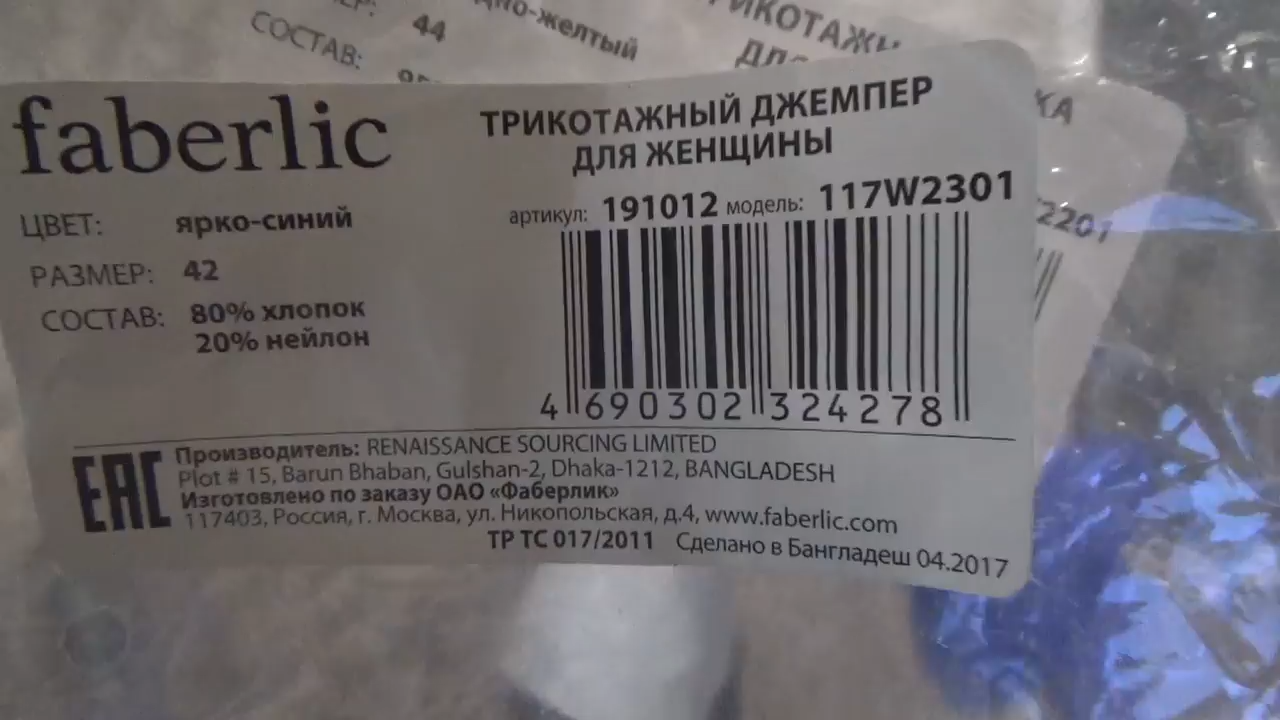 СОСТАВ:
44
но-желтый
faberlic
ТРИКОТАЖНЫЙ ДЖЕМПЕР
ДЛЯ ЖЕНЩИНЫ
артикул: 191012 модель: 117W2301
ЦВЕТ: ярко-синий
РАЗМЕР: 42
СОСТАВ: 80% хлопок
20% нейлон
4 690302 324278
2201
EAC
Производитель: RENAISSANCE SOURCING LIMITED
Plot # 15, Barun Bhaban, Gulshan-2, Dhaka-1212, BANGLADESH
Изготовлено по заказу ОАО «Фаберлик»
117403, Россия, г. Москва, ул. Никопольская, д.4, www.faberlic.com
ТР ТС 017/2011 Сделано в Бангладеш 04.2017